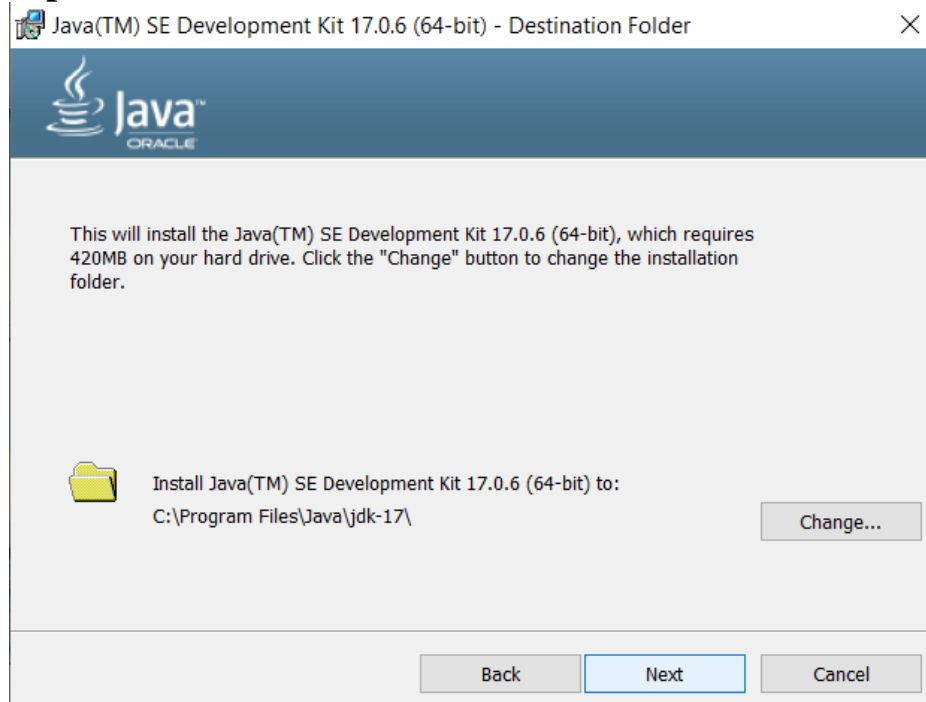 Java(TM) SE Development Kit 17.0.6 (64-bit) - Destination Folder
Java™
ORACLE
This will install the Java(TM) SE Development Kit 17.0.6 (64-bit), which requires
420MB on your hard drive. Click the "Change" button to change the installation
folder.
Install Java(TM) SE Development Kit 17.0.6 (64-bit) to:
C:\Program Files\Java\jdk-17\
Change...
Back
Next
Cancel